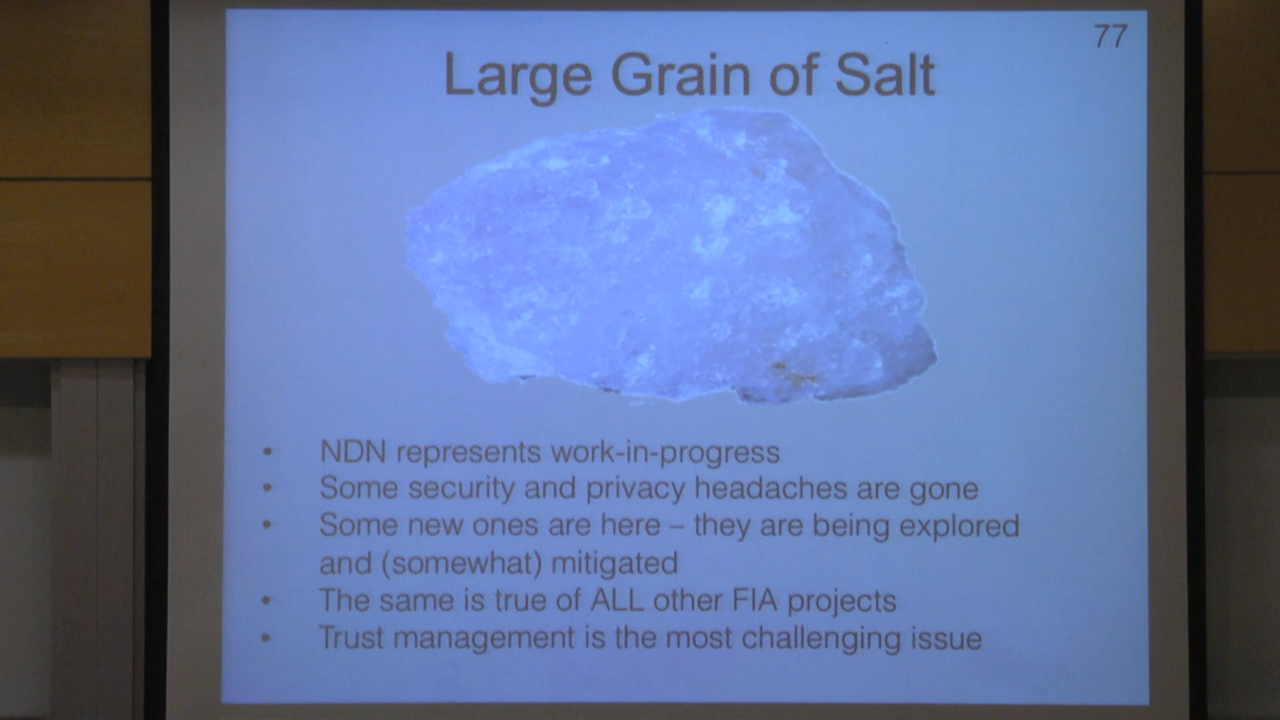 77
Large Grain of Salt
• NDN represents work-in-progress
• Some security and privacy headaches are gone
• Some new ones are here – they are being explored
and (somewhat) mitigated
• The same is true of ALL other FIA projects
• Trust management is the most challenging issue